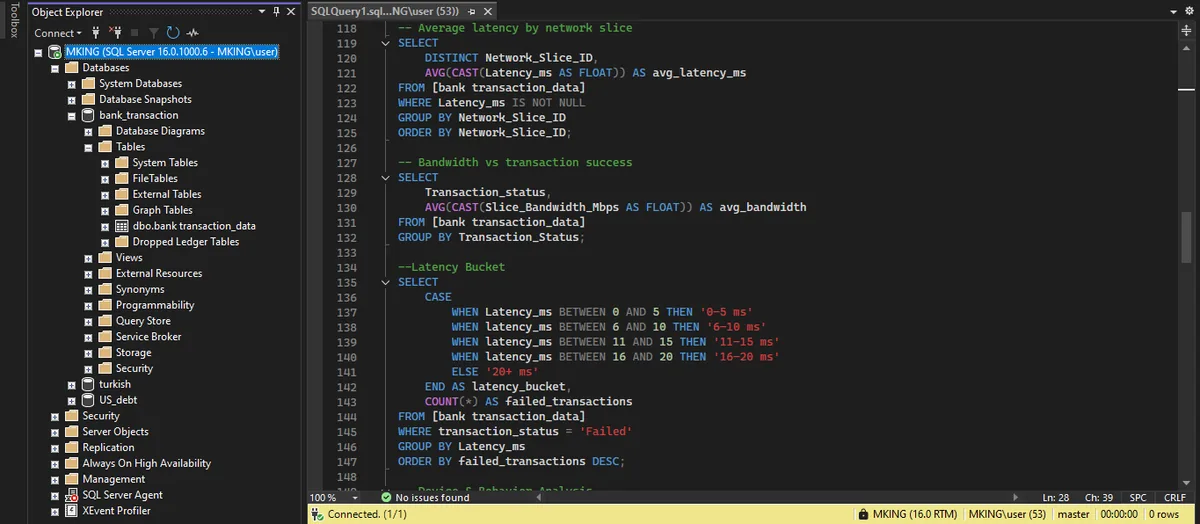 Toolbox
Object Explorer
Connect
MKING (SQL Server 16.0.1000.6 - MKING\user)
Databases
System Databases
Database Snapshots
bank_transaction
Database Diagrams
Tables
System Tables
FileTables
External Tables
Graph Tables
dbo.bank transaction_data
Dropped Ledger Tables
Views
External Resources
Synonyms
Programmability
Query Store
Service Broker
Storage
Security
turkish
US_debt
Security
Server Objects
Replication
Always On High Availability
Management
SQL Server Agent
XEvent Profiler
SQLQuery1.sql...NG\user (53))
118 -- Average latency by network slice
119 SELECT
120 DISTINCT Network_Slice_ID,
121 AVG(CAST(Latency_ms AS FLOAT)) AS avg_latency_ms
122 FROM [bank transaction_data]
123 WHERE Latency_ms IS NOT NULL
124 GROUP BY Network_Slice_ID
125 ORDER BY Network_Slice_ID;
126
127 -- Bandwidth vs transaction success
128 SELECT
129 Transaction_status,
130 AVG(CAST(Slice_Bandwidth_Mbps AS FLOAT)) AS avg_bandwidth
131 FROM [bank transaction_data]
132 GROUP BY Transaction_Status;
133
134 --Latency Bucket
135 SELECT
136 CASE
137 WHEN Latency_ms BETWEEN 0 AND 5 THEN '0–5 ms'
138 WHEN latency_ms BETWEEN 6 AND 10 THEN '6–10 ms'
139 WHEN latency_ms BETWEEN 11 AND 15 THEN '11–15 ms'
140 WHEN latency_ms BETWEEN 16 AND 20 THEN '16–20 ms'
141 ELSE '20+ ms'
142 END AS latency_bucket,
143 COUNT(*) AS failed_transactions
144 FROM [bank transaction_data]
145 WHERE transaction_status = 'Failed'
146 GROUP BY Latency_ms
147 ORDER BY failed_transactions DESC;
148
149 -- Device & Behavior Analysis
100 % No issues found Ln: 28 Ch: 39 SPC CRLF
Connected. (1/1) MKING (16.0 RTM) MKING\user (53) master 00:00:00 0 rows